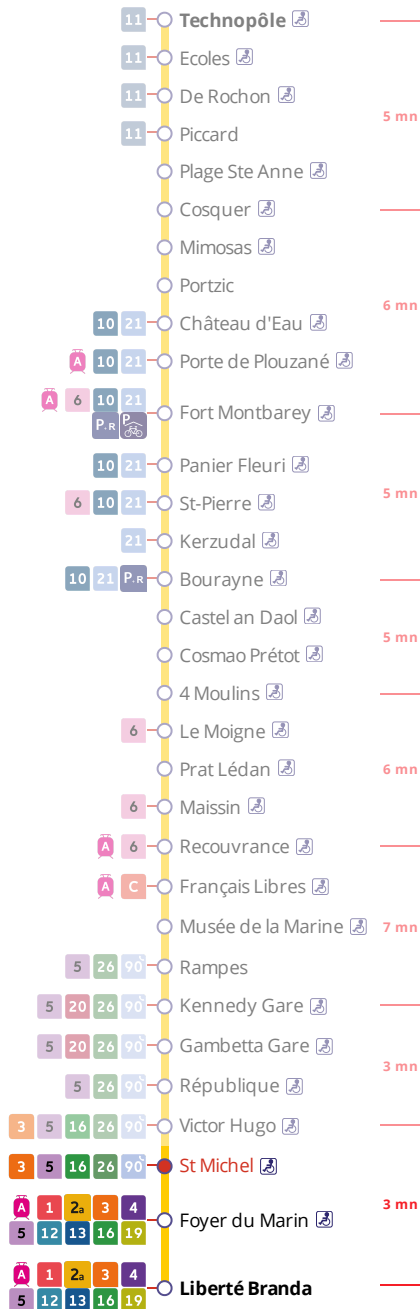 11 Technopôle
11 Ecoles
11 De Rochon
5 mn
11 Piccard
Plage Ste Anne
Cosquer
Mimosas
Portzic
6 mn
10 21 Château d'Eau
A 10 21 Porte de Plouzané
A 6 10 21
Fort Montbarey
P+R P
10 21 Panier Fleuri
5 mn
6 10 21 St-Pierre
21 Kerzudal
10 21 P+R Bourayne
Castel an Daol
5 mn
Cosmao Prétot
4 Moulins
6 Le Moigne
Prat Lédan
6 mn
6 Maissin
A 6 Recouvrance
A C Français Libres
Musée de la Marine
7 mn
5 26 90 Rampes
5 20 26 90 Kennedy Gare
5 20 26 90 Gambetta Gare
3 mn
5 26 90 République
3 5 16 26 90 Victor Hugo
3 5 16 26 90 St Michel
A 1 2a 3 4
3 mn
Foyer du Marin
5 12 13 16 19
A 1 2a 3 4
Liberté Branda
5 12 13 16 19